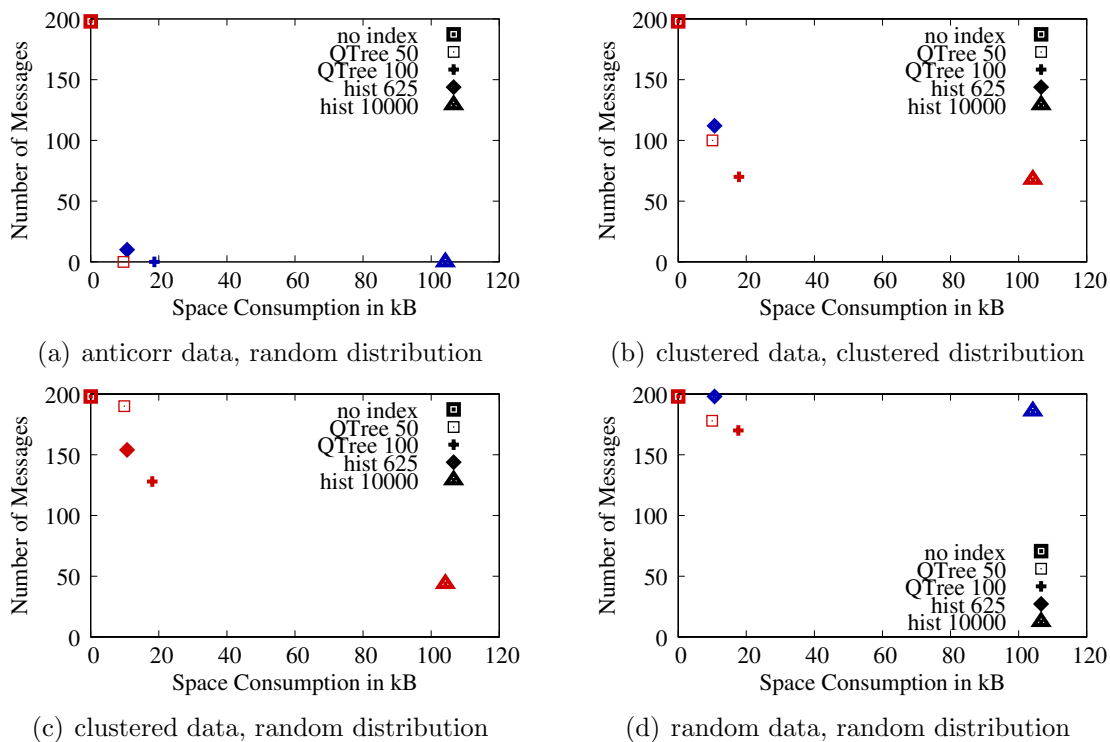 200
150
100
50
0
Number of Messages
0 20 40 60 80 100 120
Space Consumption in kB
no index
QTree 50
QTree 100
hist 625
hist 10000
(a) anticorr data, random distribution
200
150
100
50
0
Number of Messages
0 20 40 60 80 100 120
Space Consumption in kB
no index
QTree 50
QTree 100
hist 625
hist 10000
(b) clustered data, clustered distribution
200
150
100
50
0
Number of Messages
0 20 40 60 80 100 120
Space Consumption in kB
no index
QTree 50
QTree 100
hist 625
hist 10000
(c) clustered data, random distribution
200
150
100
50
0
Number of Messages
0 20 40 60 80 100 120
Space Consumption in kB
no index
QTree 50
QTree 100
hist 625
hist 10000
(d) random data, random distribution